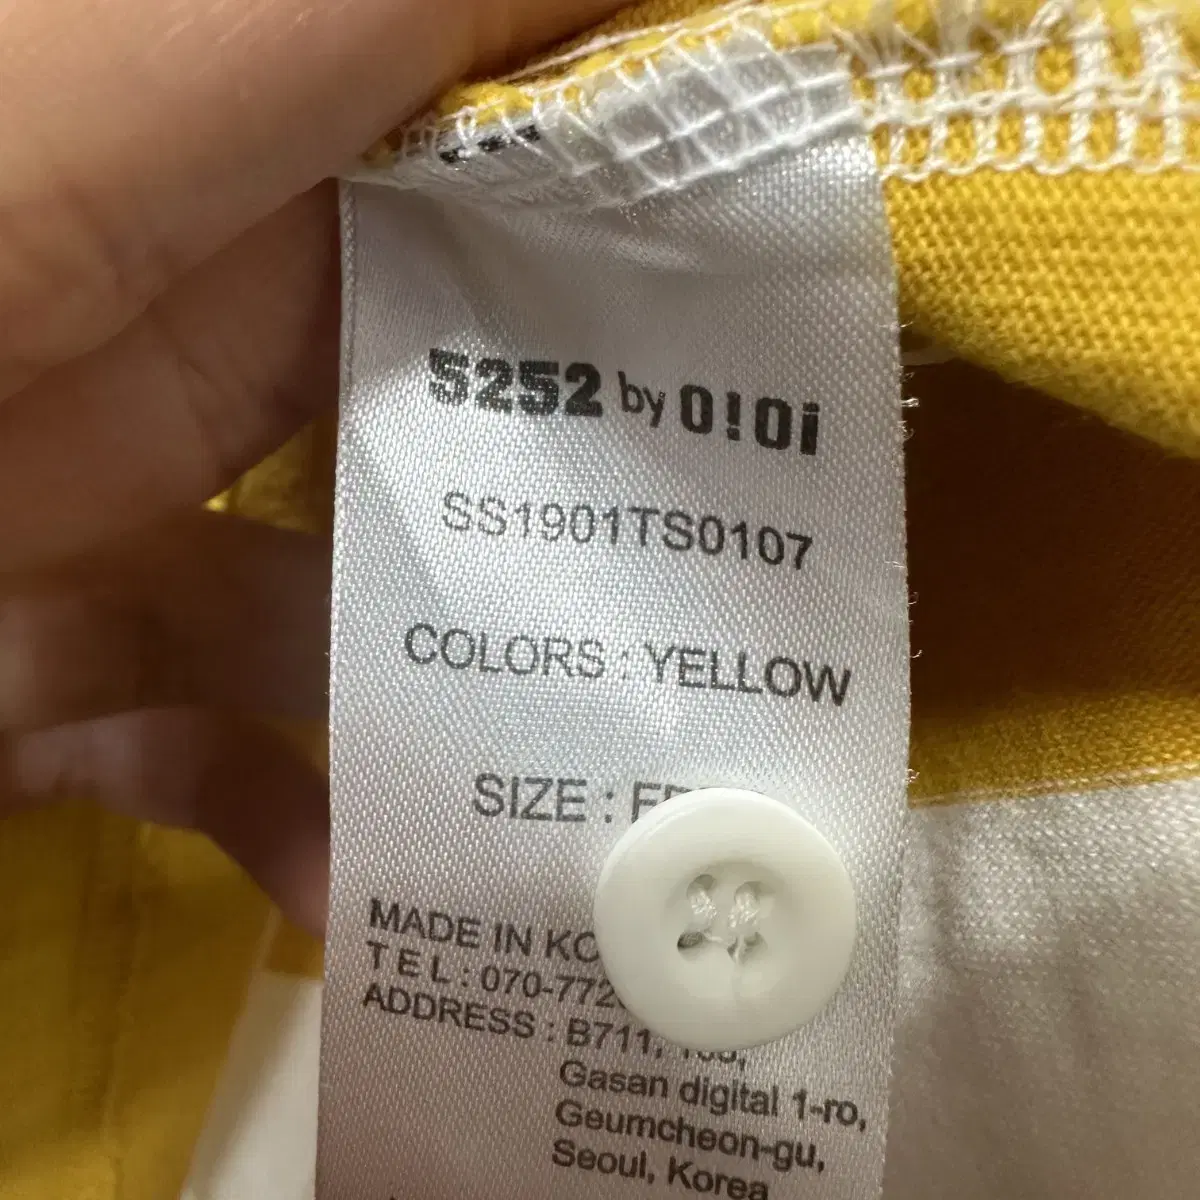 5252 by O!Oi
SS1901TS0107
COLORS : YELLOW
SIZE :
MADE IN
TEL : 070-772
ADDRESS : B711,
Gasan digital 1-ro,
Geumcheon-gu,
Seoul, Korea